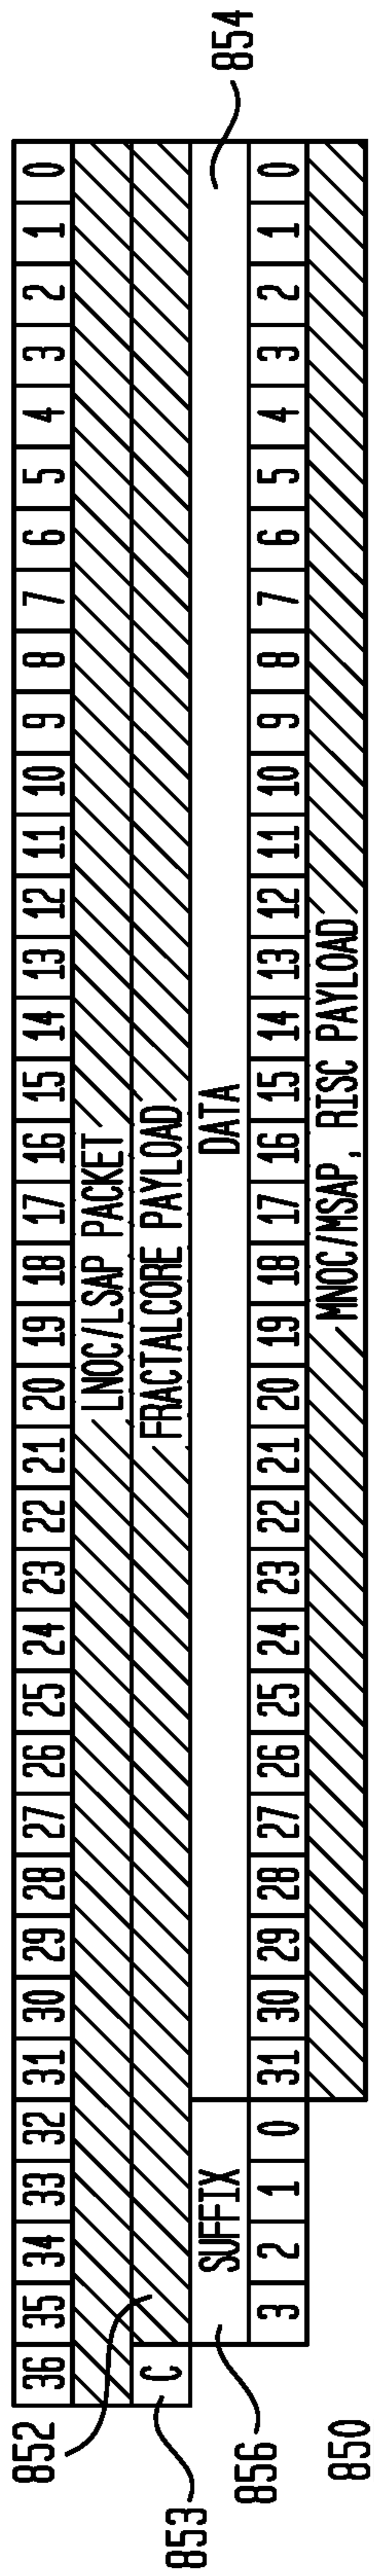 36 35 34 33 32 31 30 29 28 27 26 25 24 23 22 21 20 19 18 17 16 15 14 13 12 11 10 9 8 7 6 5 4 3 2 1 0
LNOC/LSAP PACKET
852
C FRACTALCORE PAYLOAD
853
SUFFIX DATA
854
856
3 2 1 0 31 30 29 28 27 26 25 24 23 22 21 20 19 18 17 16 15 14 13 12 11 10 9 8 7 6 5 4 3 2 1 0
MNOC/MSAP, RISC PAYLOAD
850